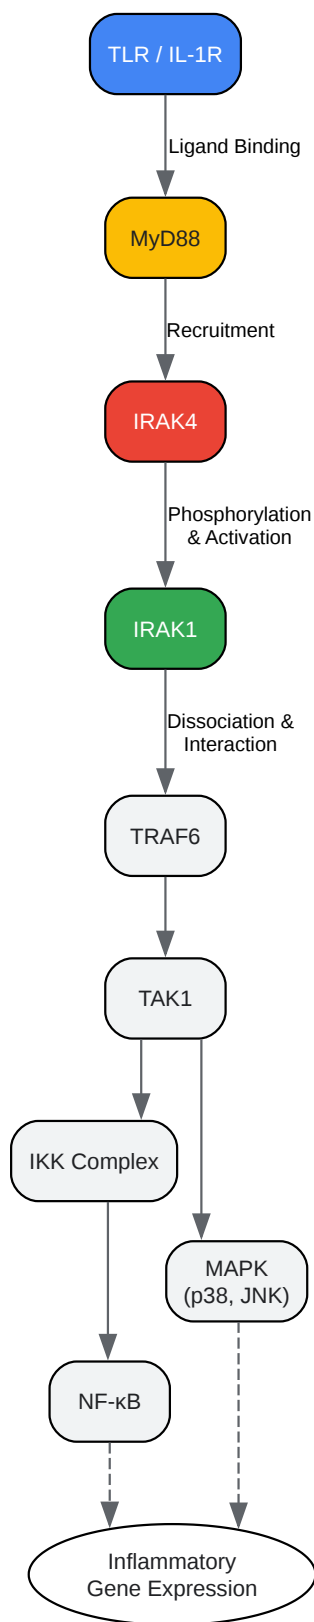 TLR / IL-1R
Ligand Binding
MyD88
Recruitment
IRAK4
Phosphorylation
& Activation
IRAK1
Dissociation &
Interaction
TRAF6
TAK1
IKK Complex
MAPK
(p38, JNK)
NF-κB
Inflammatory
Gene Expression